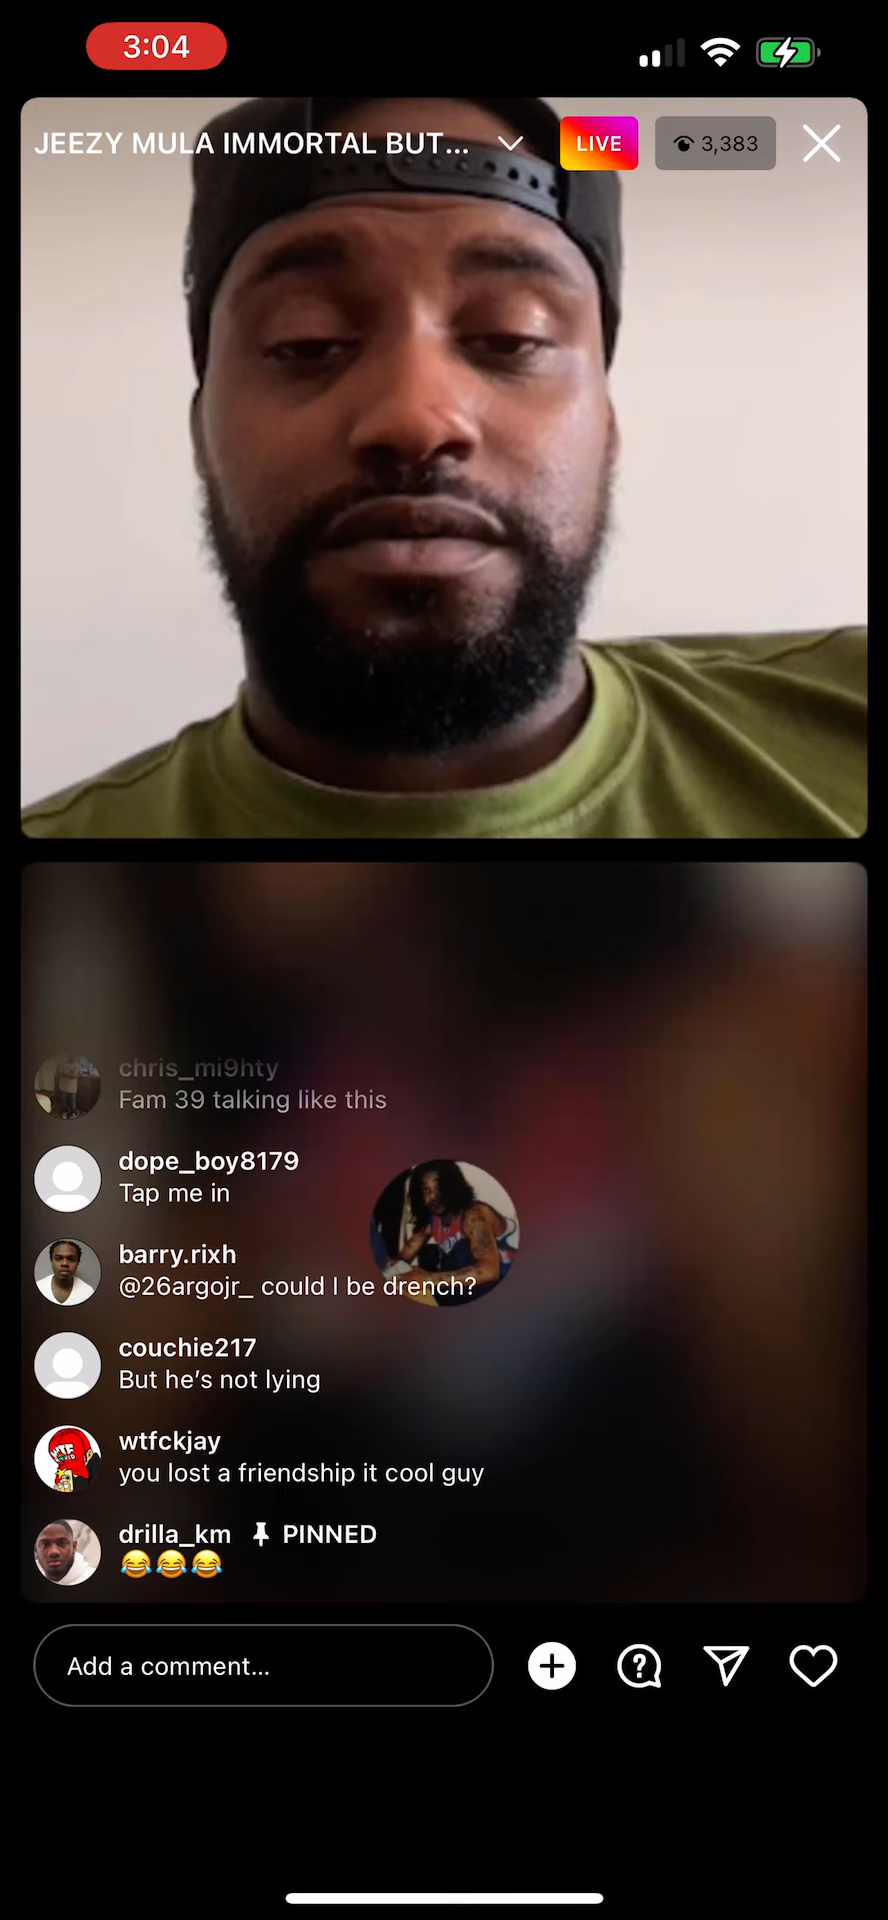 3:04
JEEZY MULA IMMORTAL BUT...
LIVE
3,383
chris_mi9hty
Fam 39 talking like this
dope_boy8179
Tap me in
barry.rixh
@26argojr_ could I be drench?
couchie217
But he's not lying
wtfckjay
you lost a friendship it cool guy
drilla_km PINNED
😂😂😂
Add a comment...